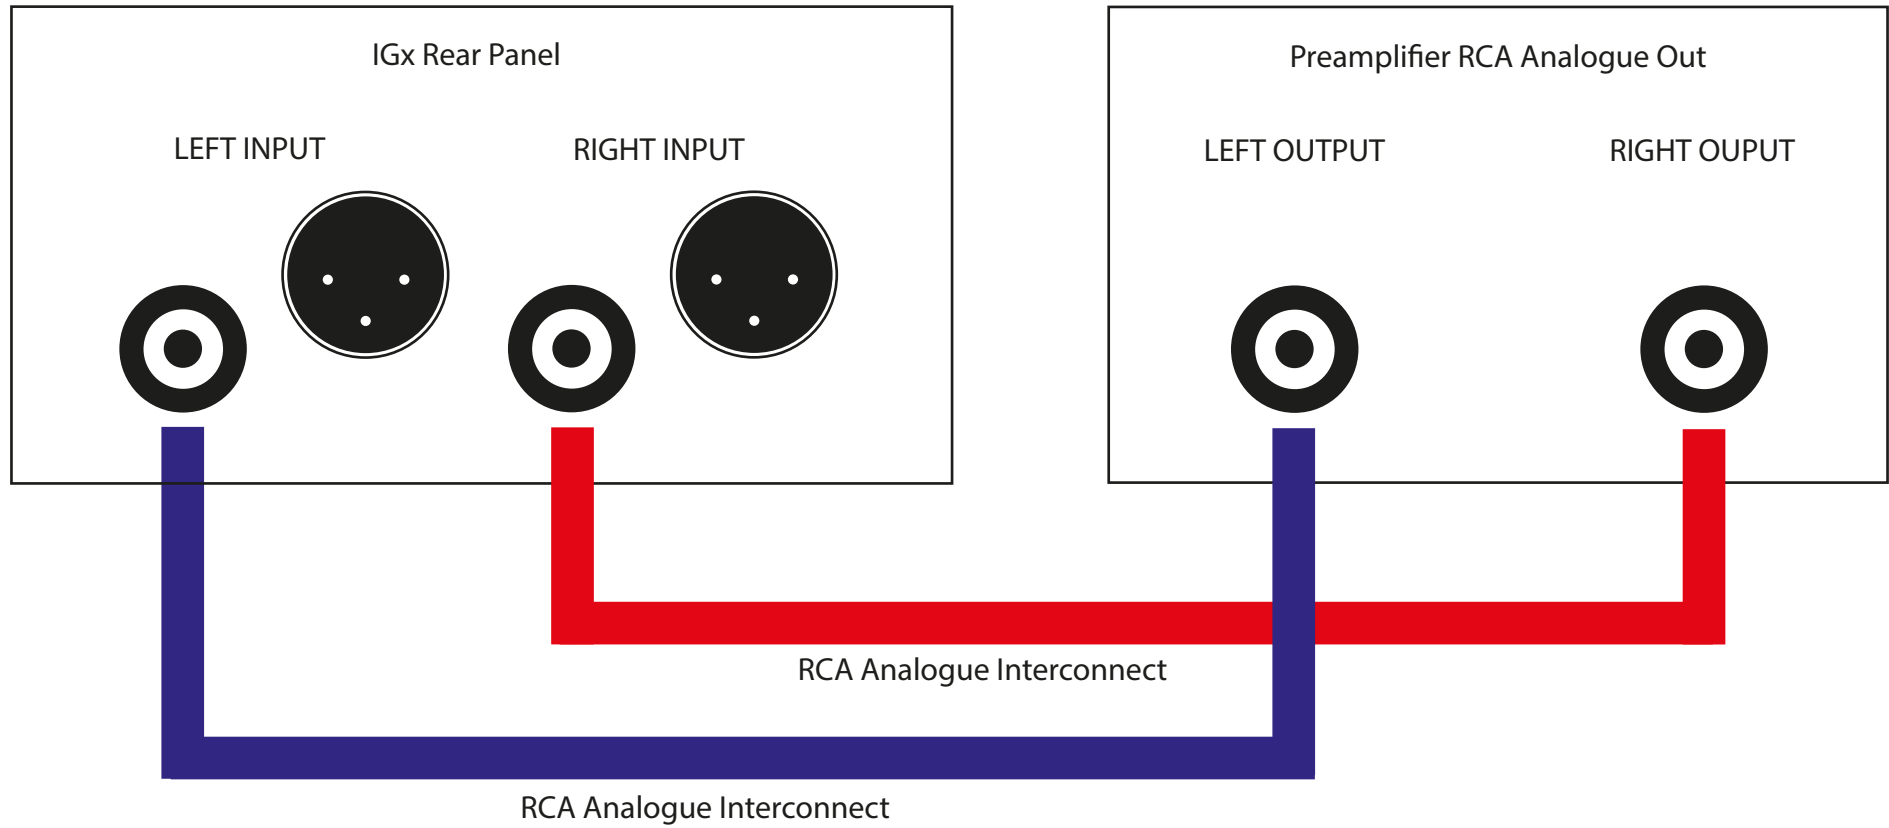 IGx Rear Panel
LEFT INPUT
RIGHT INPUT
Preamplifier RCA Analogue Out
LEFT OUTPUT
RIGHT OUPUT
RCA Analogue Interconnect
RCA Analogue Interconnect